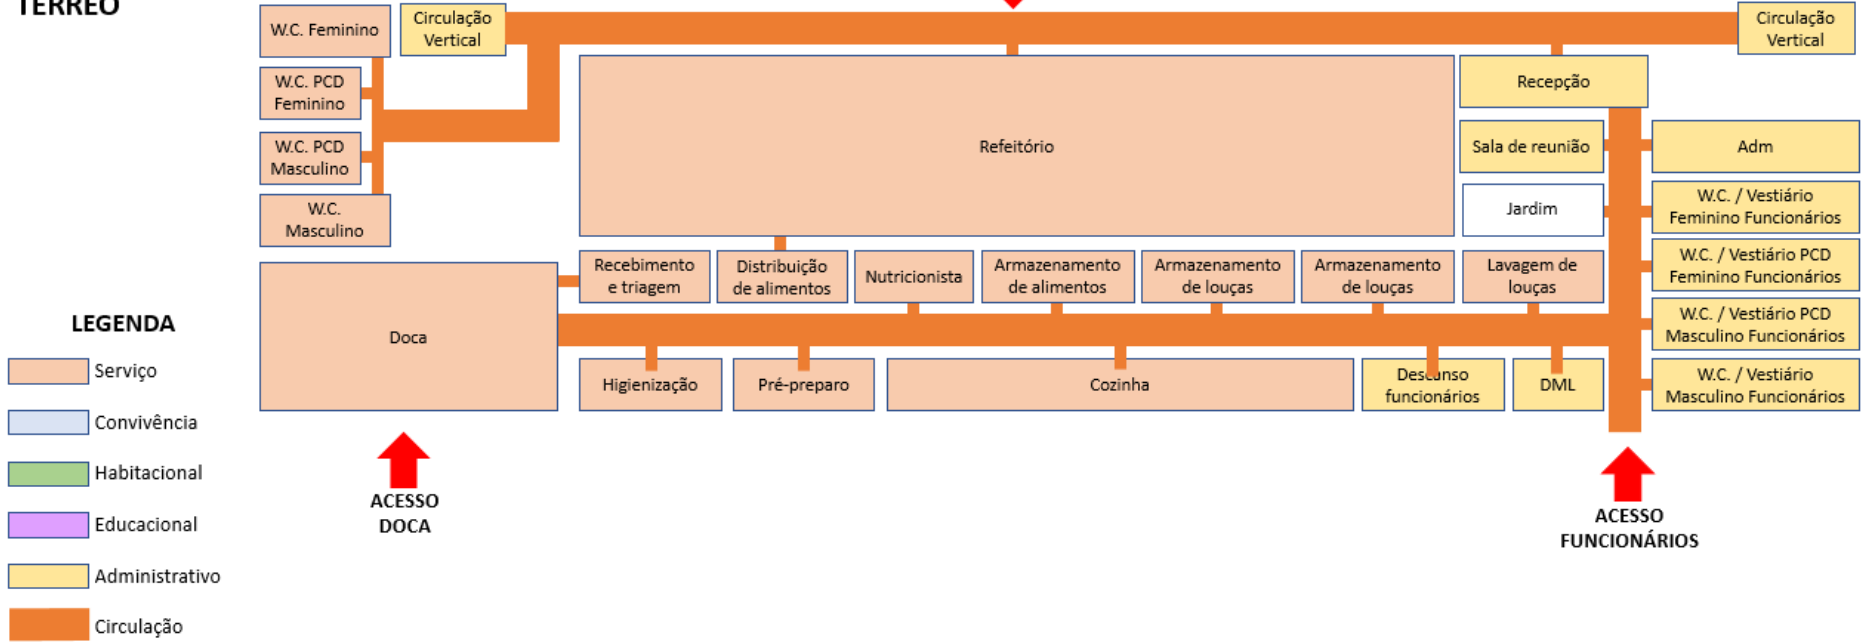 TÉRREO
W.C. Feminino
Circulação
Vertical
Circulação
Vertical
W.C. PCD
Feminino
Recepção
W.C. PCD
Masculino
Refeitório
Sala de reunião
Adm
W.C.
Masculino
Jardim
W.C. / Vestiário
Feminino Funcionários
Recebimento
e triagem
Distribuição
de alimentos
Nutricionista
Armazenamento
de alimentos
Armazenamento
de louças
Armazenamento
de louças
Lavagem de
louças
W.C. / Vestiário PCD
Feminino Funcionários
Doca
W.C. / Vestiário PCD
Masculino Funcionários
Higienização
Pré-preparo
Cozinha
Descanso
funcionários
DML
W.C. / Vestiário
Masculino Funcionários
ACESSO
DOCA
ACESSO
FUNCIONÁRIOS
LEGENDA
Serviço
Convivência
Habitacional
Educacional
Administrativo
Circulação